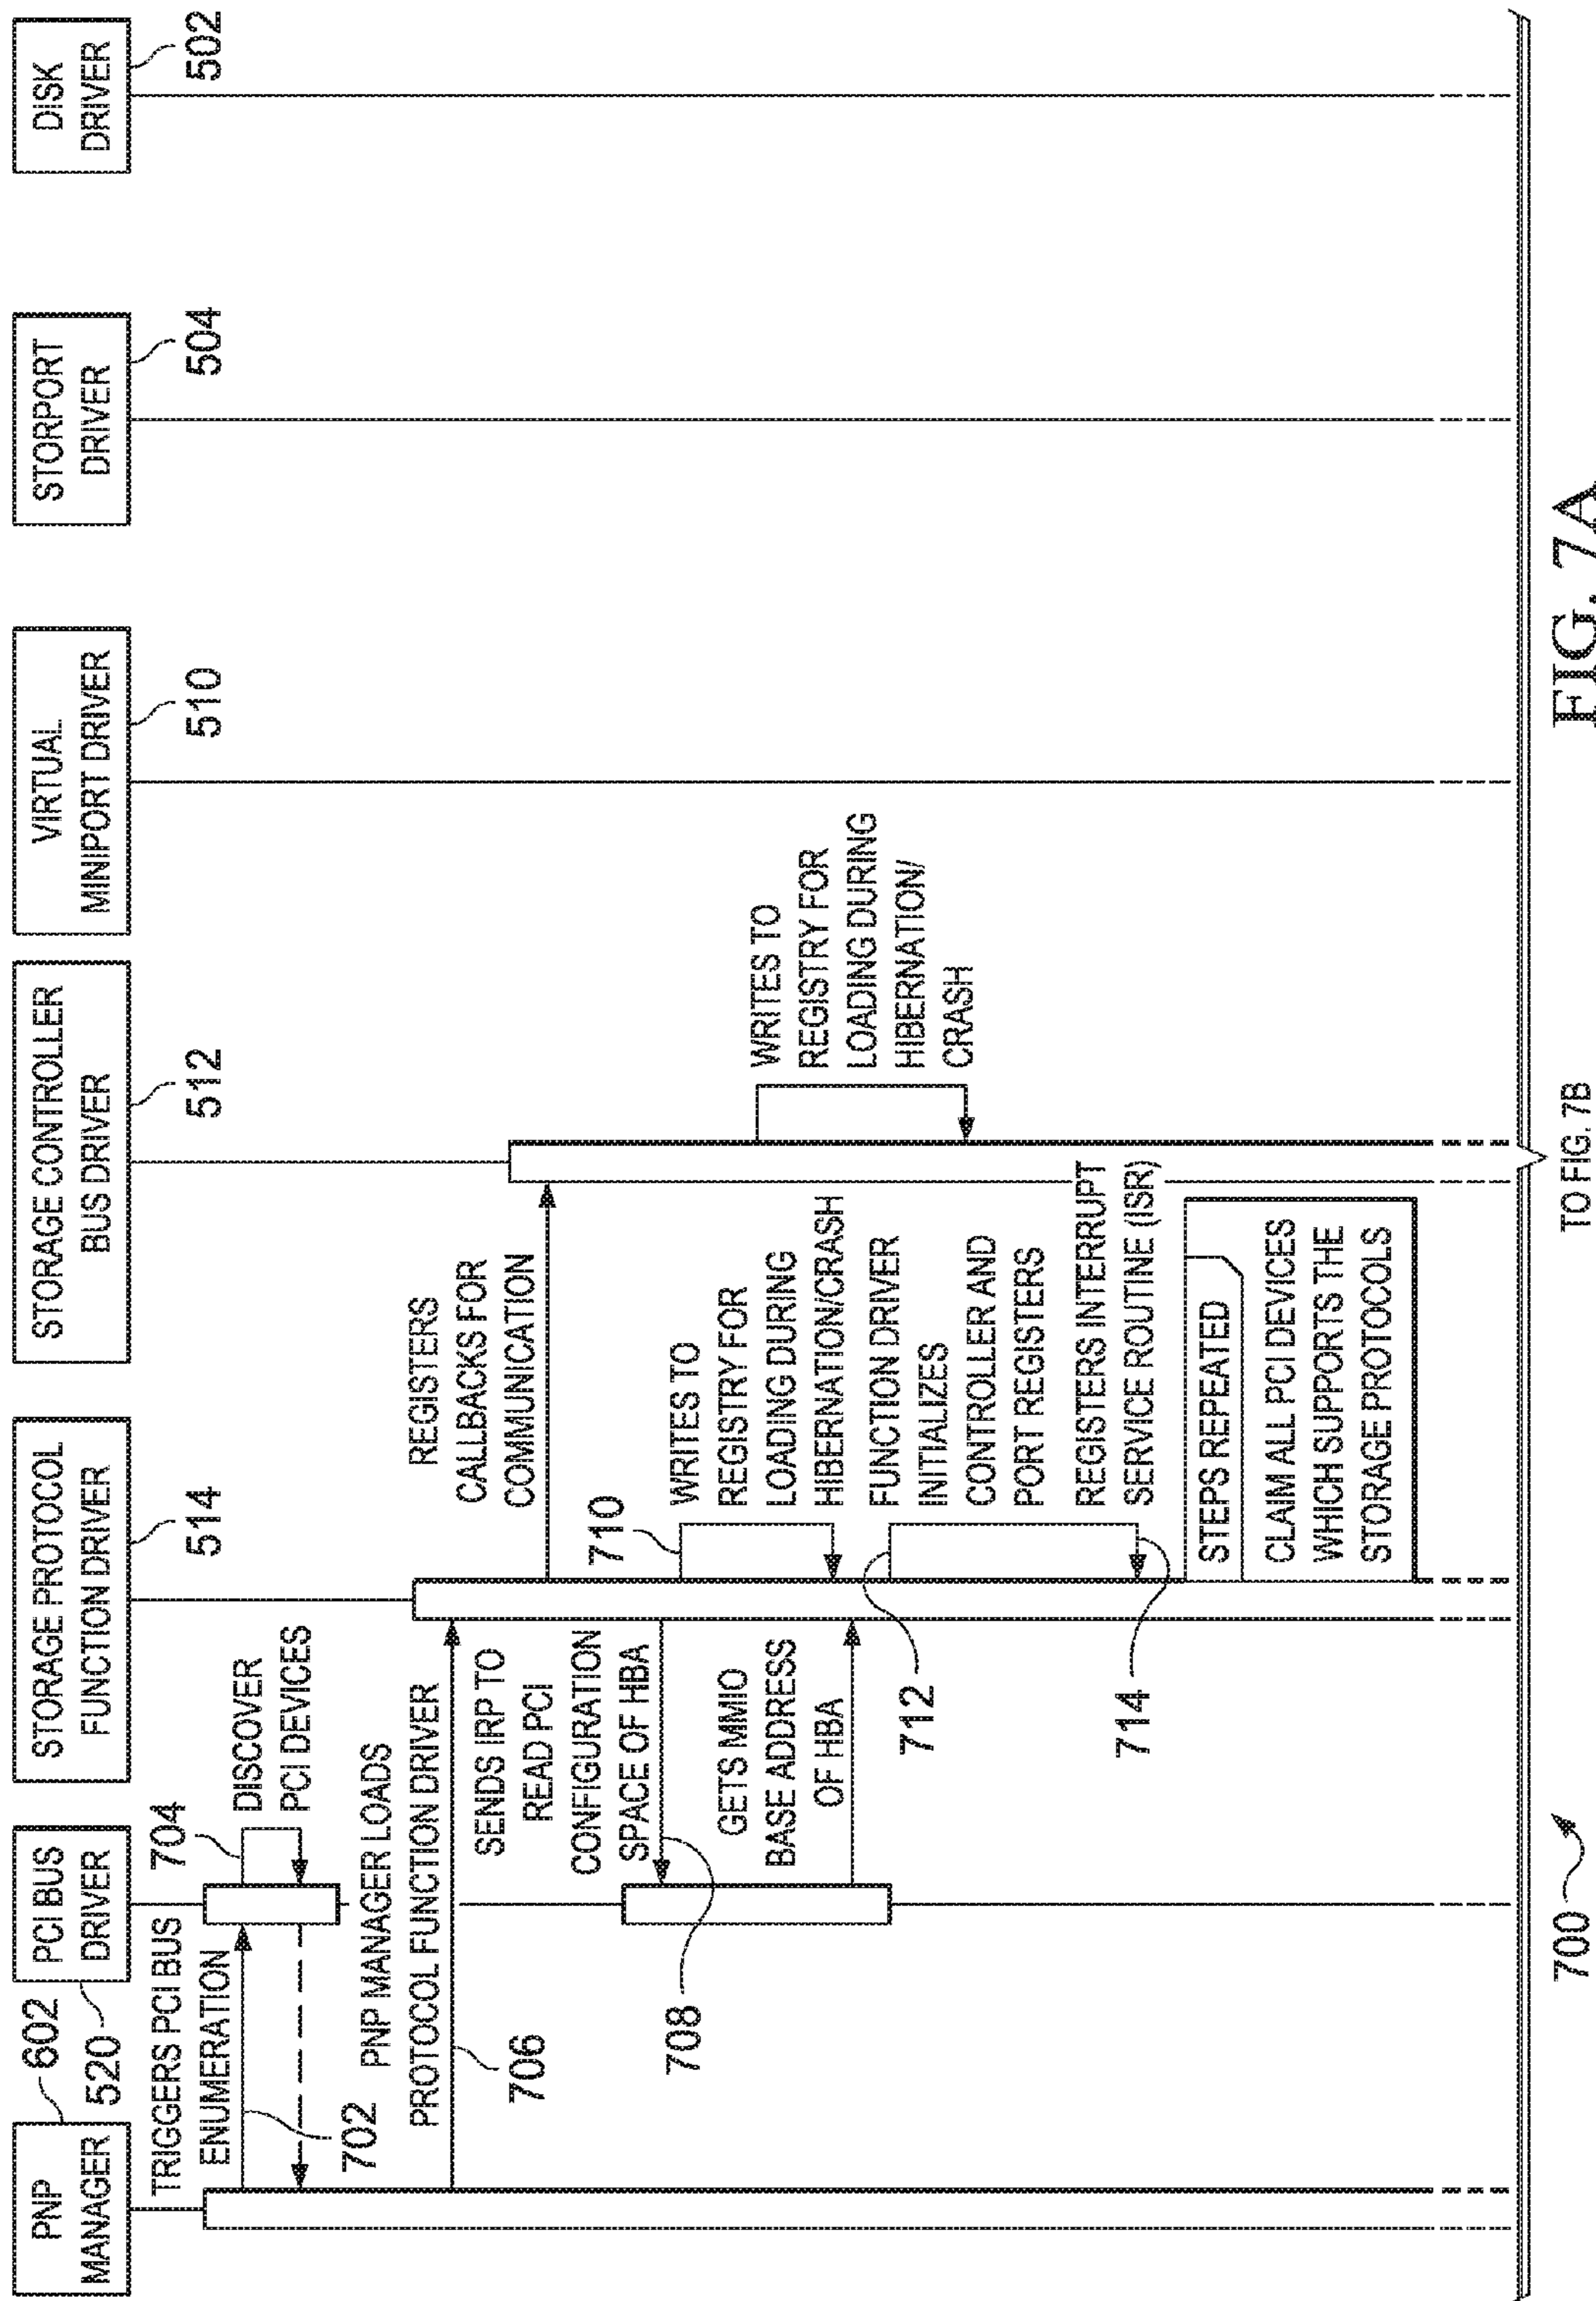 PNP
MANAGER
602
PCI BUS
DRIVER
520
STORAGE PROTOCOL
FUNCTION DRIVER
514
STORAGE CONTROLLER
BUS DRIVER
512
VIRTUAL
MINIPORT DRIVER
510
STORPORT
DRIVER
504
DISK
DRIVER
502
TRIGGERS PCI BUS
ENUMERATION
702
704
DISCOVER
PCI DEVICES
PNP MANAGER LOADS
PROTOCOL FUNCTION DRIVER
706
REGISTERS
CALLBACKS FOR
COMMUNICATION
SENDS IRP TO
READ PCI
CONFIGURATION
SPACE OF HBA
708
710
WRITES TO
REGISTRY FOR
LOADING DURING
HIBERNATION/CRASH
WRITES TO
REGISTRY FOR
LOADING DURING
HIBERNATION/
CRASH
GETS MMIO
BASE ADDRESS
OF HBA
712
FUNCTION DRIVER
INITIALIZES
CONTROLLER AND
PORT REGISTERS
714
REGISTERS INTERRUPT
SERVICE ROUTINE (ISR)
STEPS REPEATED
CLAIM ALL PCI DEVICES
WHICH SUPPORTS THE
STORAGE PROTOCOLS
700
TO FIG. 7B
FIG. 7A